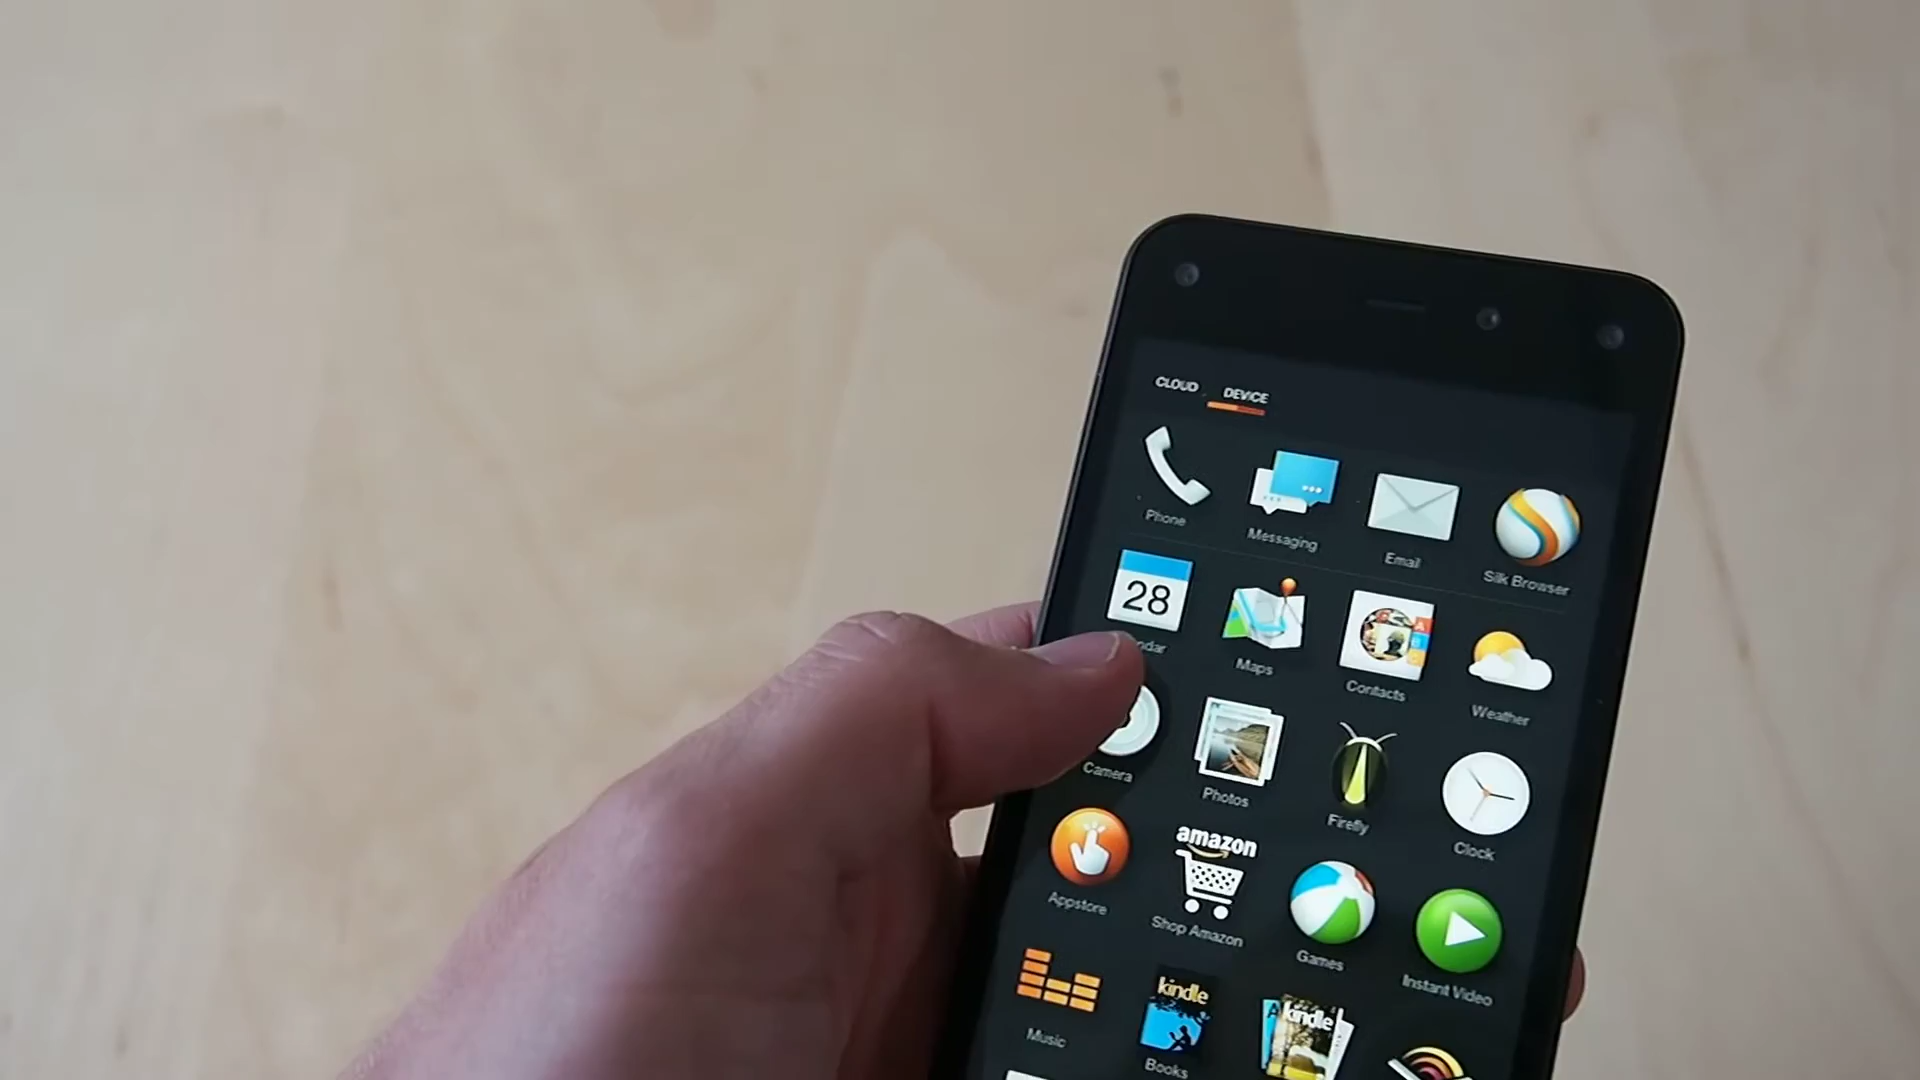 CLOUD DEVICE
Phone Messaging Email Silk Browser
28
ndar Maps Contacts Weather
Camera Photos Firefly Clock
amazon
Appstore Shop Amazon Games Instant Video
kindle kindle
Music Books